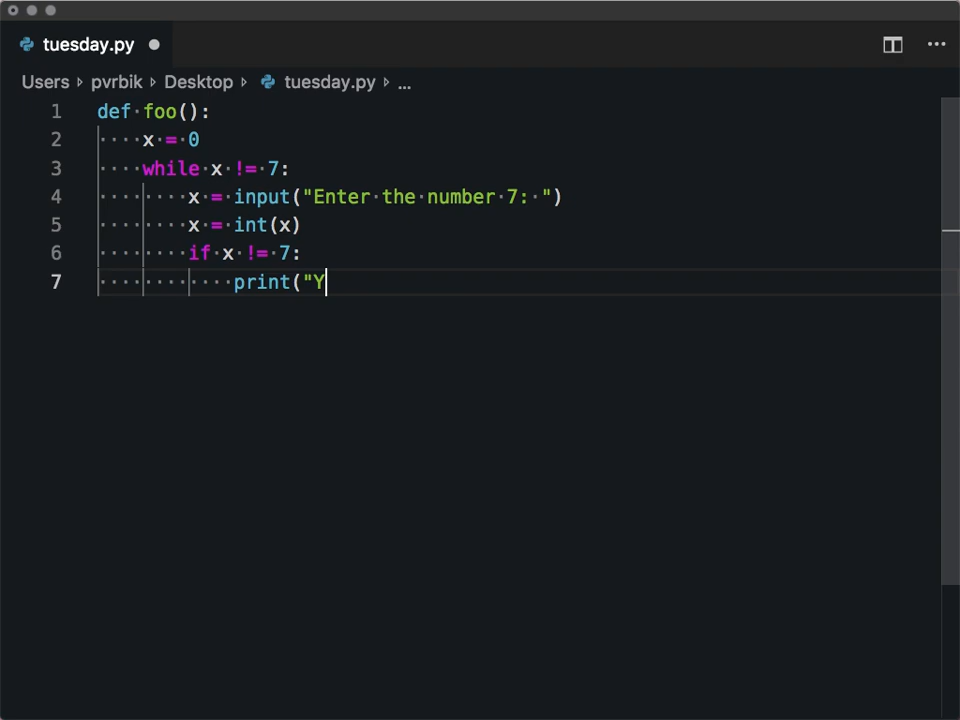 tuesday.py
Users pvrbik Desktop tuesday.py ...
1 def foo():
2     x = 0
3     while x != 7:
4         x = input("Enter the number 7: ")
5         x = int(x)
6         if x != 7:
7             print("Y